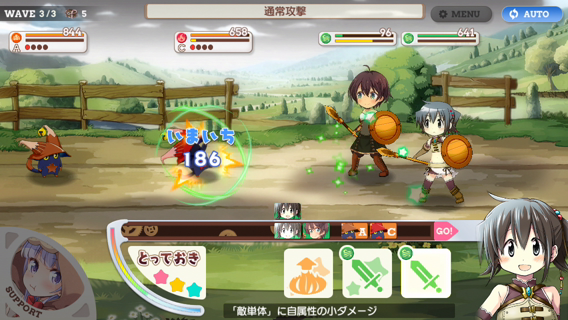 WAVE 3/3 5
通常攻撃
MENU
AUTO
844
A
658
C
96
641
いまいち
186
A
C
GO!
とっておき
SUPPORT
「敵単体」に自属性の小ダメージ